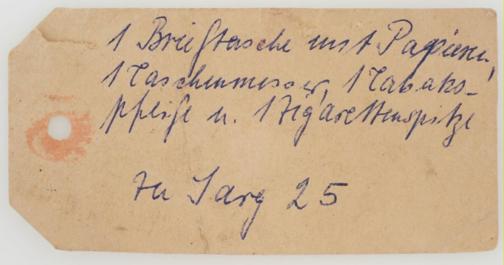 1 Brieftasche mit Papieren,
1 Taschenmesser, 1 Tabaks-
pfeife u. 1 Zigarettenspitze
zu Sarg 25